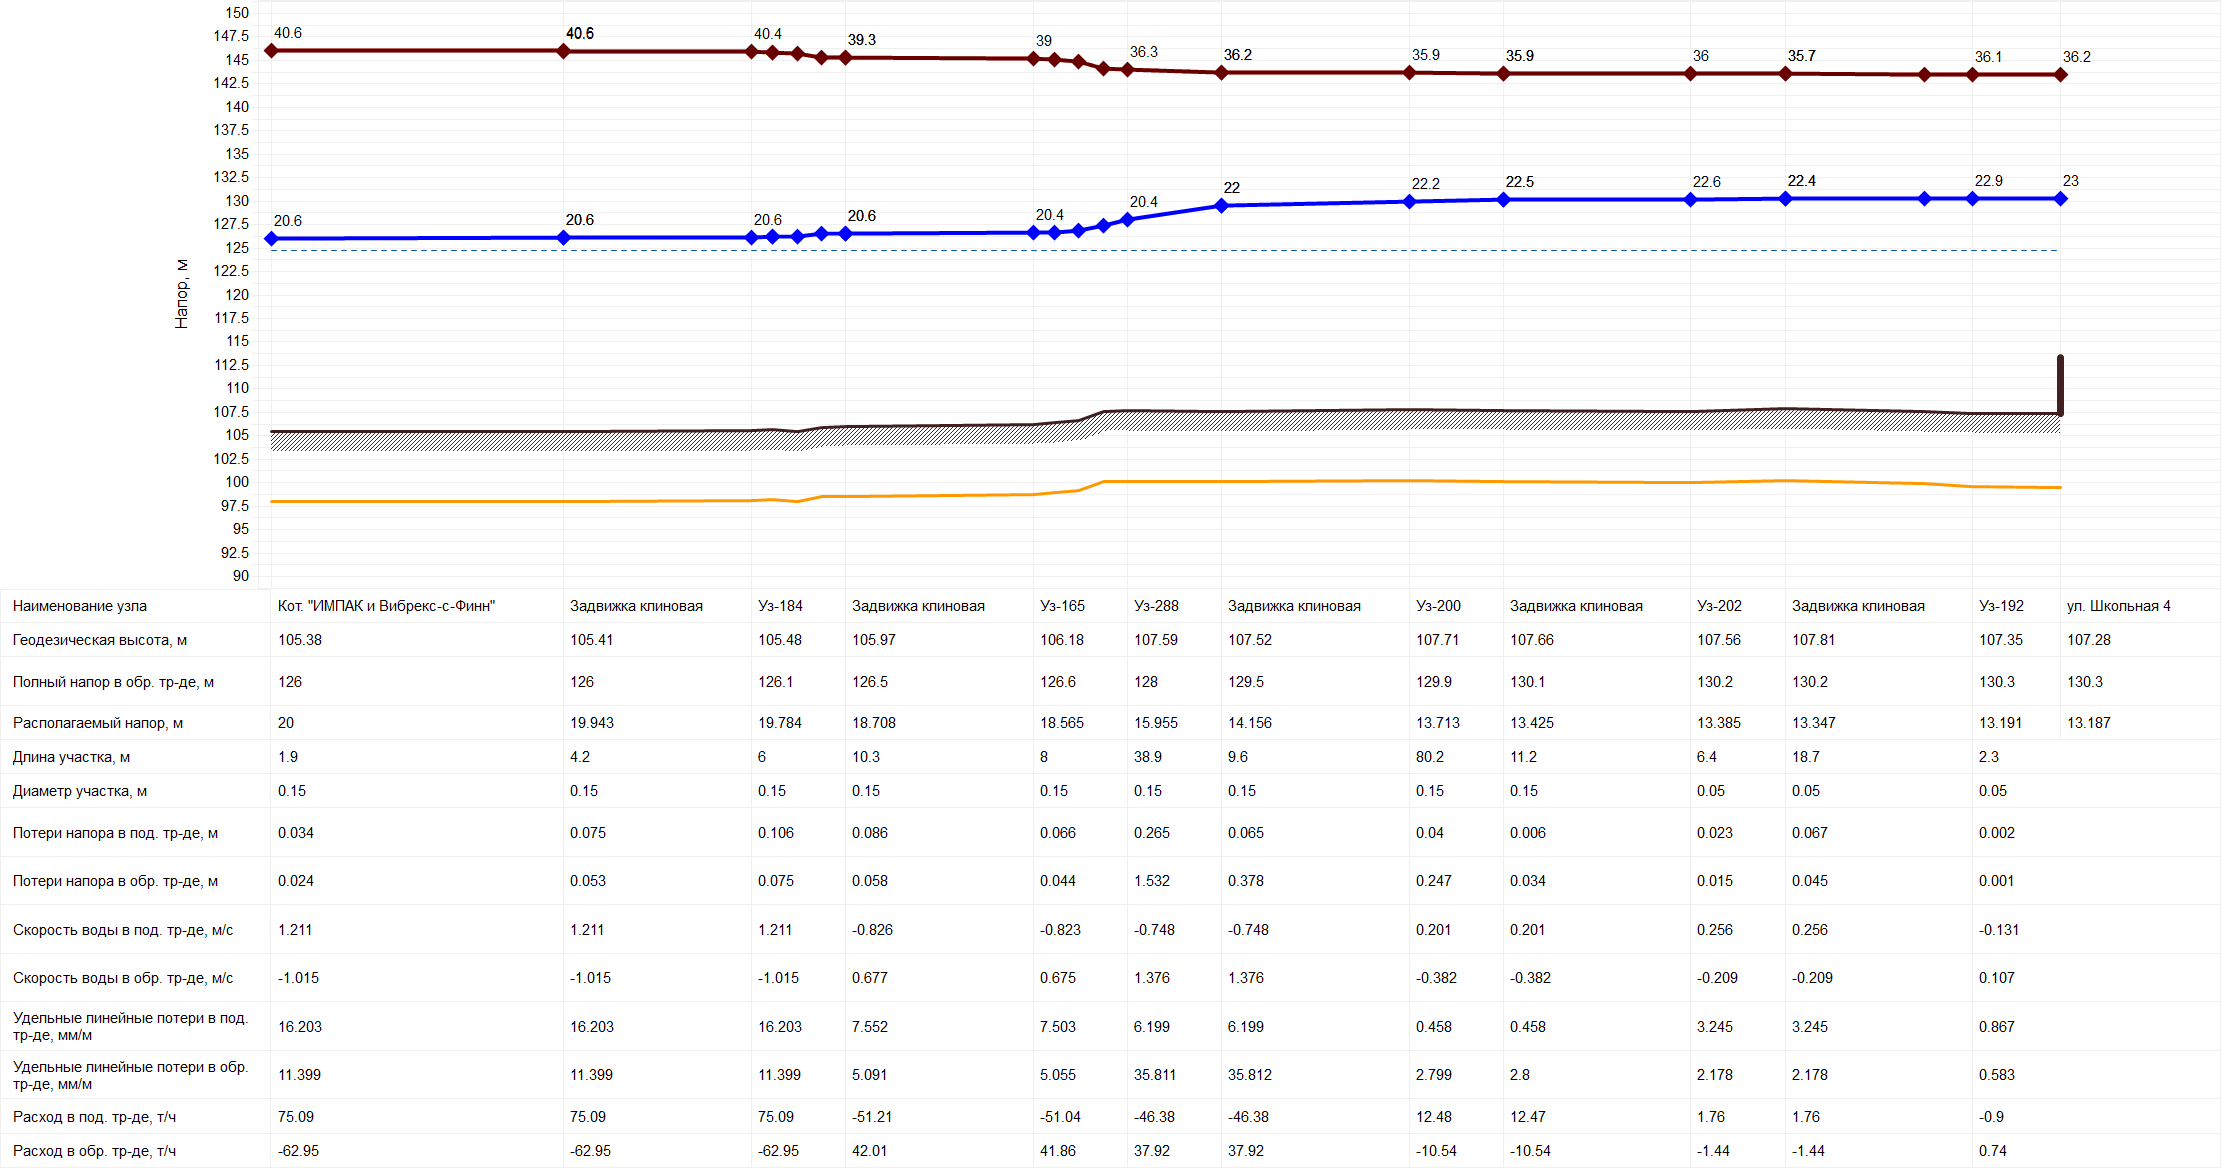 150
147.5
145
142.5
140
137.5
135
132.5
130
127.5
125
122.5
120
117.5
115
112.5
110
107.5
105
102.5
100
97.5
95
92.5
90
Напор, м
40.6 40.6 40.4 39.3 39 36.3 36.2 35.9 35.9 36 35.7 36.1 36.2
20.6 20.6 20.6 20.6 20.4 20.4 22 22.2 22.5 22.6 22.4 22.9 23
Наименование узла Кот. "ИМПАК и Вибрекс-с-Финн" Задвижка клиновая Уз-184 Задвижка клиновая Уз-165 Уз-288 Задвижка клиновая Уз-200 Задвижка клиновая Уз-202 Задвижка клиновая Уз-192 ул. Школьная 4
Геодезическая высота, м 105.38 105.41 105.48 105.97 106.18 107.59 107.52 107.71 107.66 107.56 107.81 107.35 107.28
Полный напор в обр. тр-де, м 126 126 126.1 126.5 126.6 128 129.5 129.9 130.1 130.2 130.2 130.3 130.3
Располагаемый напор, м 20 19.943 19.784 18.708 18.565 15.955 14.156 13.713 13.425 13.385 13.347 13.191 13.187
Длина участка, м 1.9 4.2 6 10.3 8 38.9 9.6 80.2 11.2 6.4 18.7 2.3
Диаметр участка, м 0.15 0.15 0.15 0.15 0.15 0.15 0.15 0.15 0.15 0.05 0.05 0.05
Потери напора в под. тр-де, м 0.034 0.075 0.106 0.086 0.066 0.265 0.065 0.04 0.006 0.023 0.067 0.002
Потери напора в обр. тр-де, м 0.024 0.053 0.075 0.058 0.044 1.532 0.378 0.247 0.034 0.015 0.045 0.001
Скорость воды в под. тр-де, м/с 1.211 1.211 1.211 -0.826 -0.823 -0.748 -0.748 0.201 0.201 0.256 0.256 -0.131
Скорость воды в обр. тр-де, м/с -1.015 -1.015 -1.015 0.677 0.675 1.376 1.376 -0.382 -0.382 -0.209 -0.209 0.107
Удельные линейные потери в под.
тр-де, мм/м 16.203 16.203 16.203 7.552 7.503 6.199 6.199 0.458 0.458 3.245 3.245 0.867
Удельные линейные потери в обр.
тр-де, мм/м 11.399 11.399 11.399 5.091 5.055 35.811 35.812 2.799 2.8 2.178 2.178 0.583
Расход в под. тр-де, т/ч 75.09 75.09 75.09 -51.21 -51.04 -46.38 -46.38 12.48 12.47 1.76 1.76 -0.9
Расход в обр. тр-де, т/ч -62.95 -62.95 -62.95 42.01 41.86 37.92 37.92 -10.54 -10.54 -1.44 -1.44 0.74